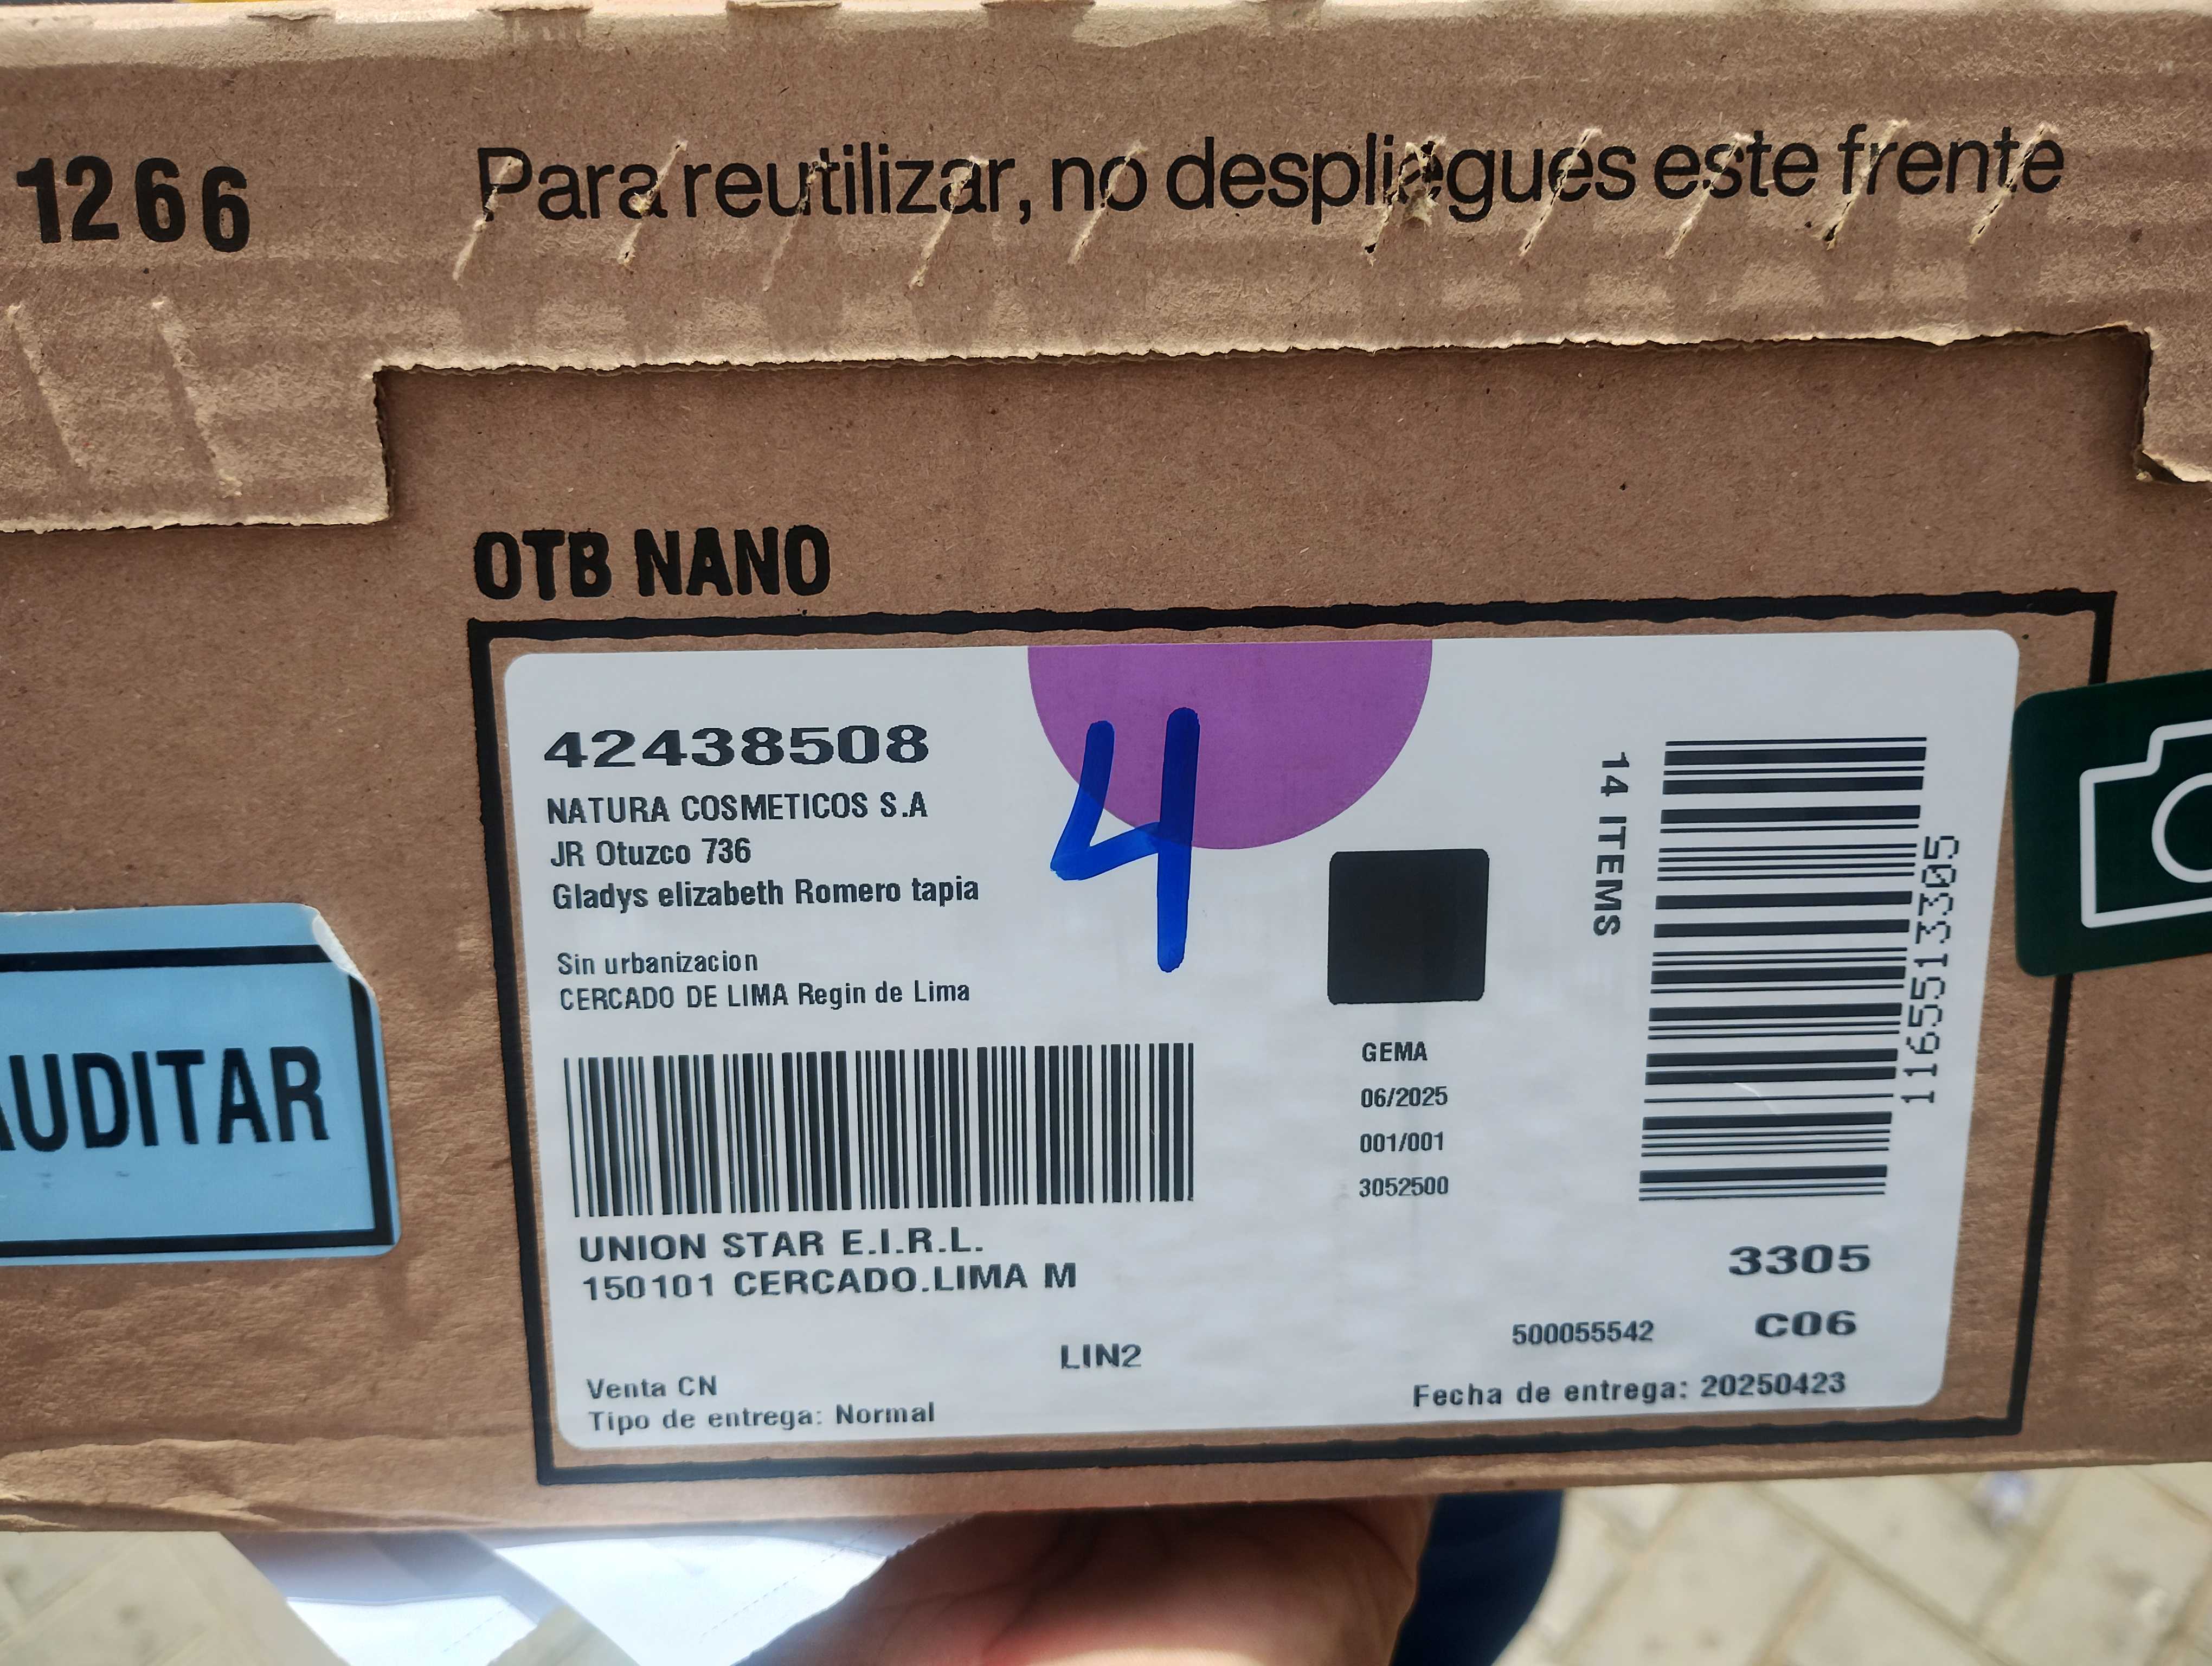 1266
Para reutilizar, no despliegues este frente
OTB NANO
42438508
NATURA COSMETICOS S.A
JR Otuzco 736
Gladys elizabeth Romero tapia
Sin urbanizacion
CERCADO DE LIMA Regin de Lima
4
14 ITEMS
1165513305
GEMA
06/2025
001/001
3052500
UNION STAR E.I.R.L.
150101 CERCADO.LIMA M
3305
500055542
C06
LIN2
Venta CN
Tipo de entrega: Normal
Fecha de entrega: 20250423
AUDITAR